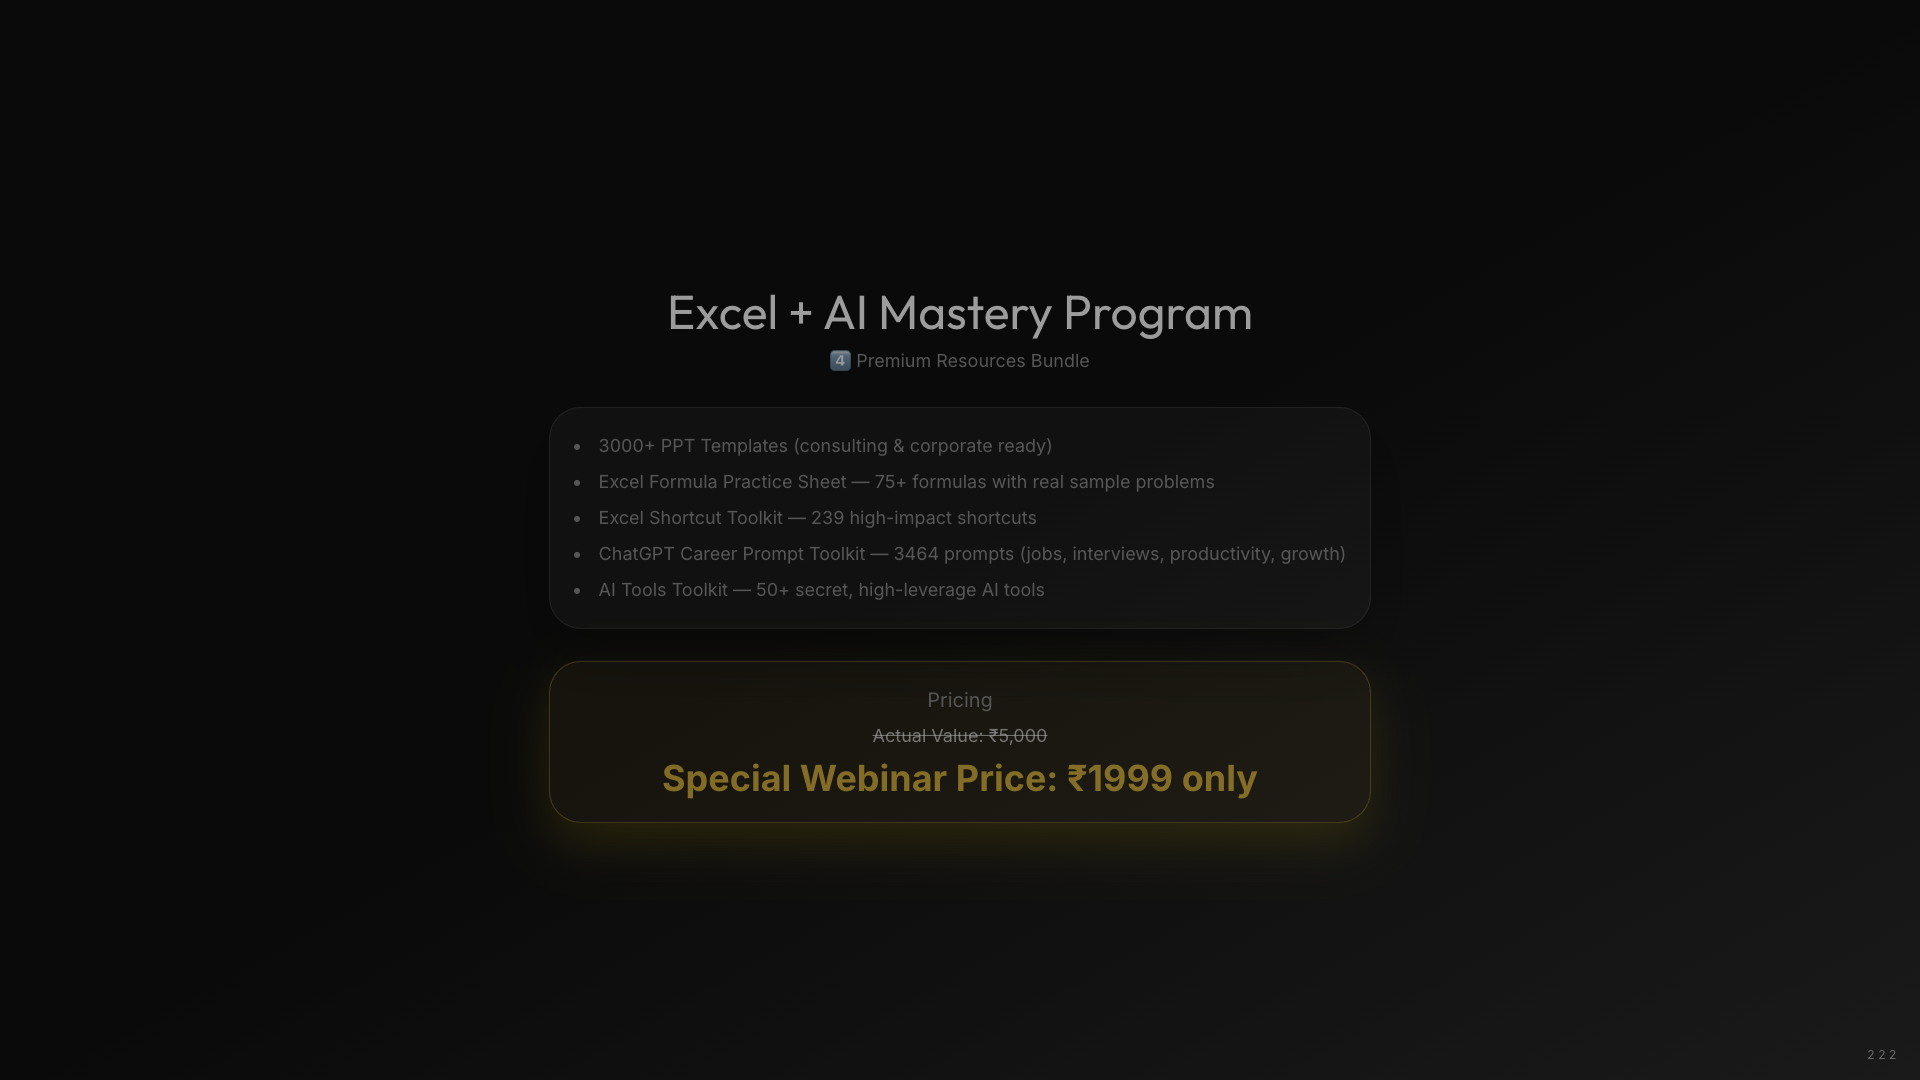 Excel + AI Mastery Program
4️⃣ Premium Resources Bundle
• 3000+ PPT Templates (consulting & corporate ready)
• Excel Formula Practice Sheet — 75+ formulas with real sample problems
• Excel Shortcut Toolkit — 239 high-impact shortcuts
• ChatGPT Career Prompt Toolkit — 3464 prompts (jobs, interviews, productivity, growth)
• AI Tools Toolkit — 50+ secret, high-leverage AI tools
Pricing
Actual Value: ₹5,000
Special Webinar Price: ₹1999 only
2 2 2